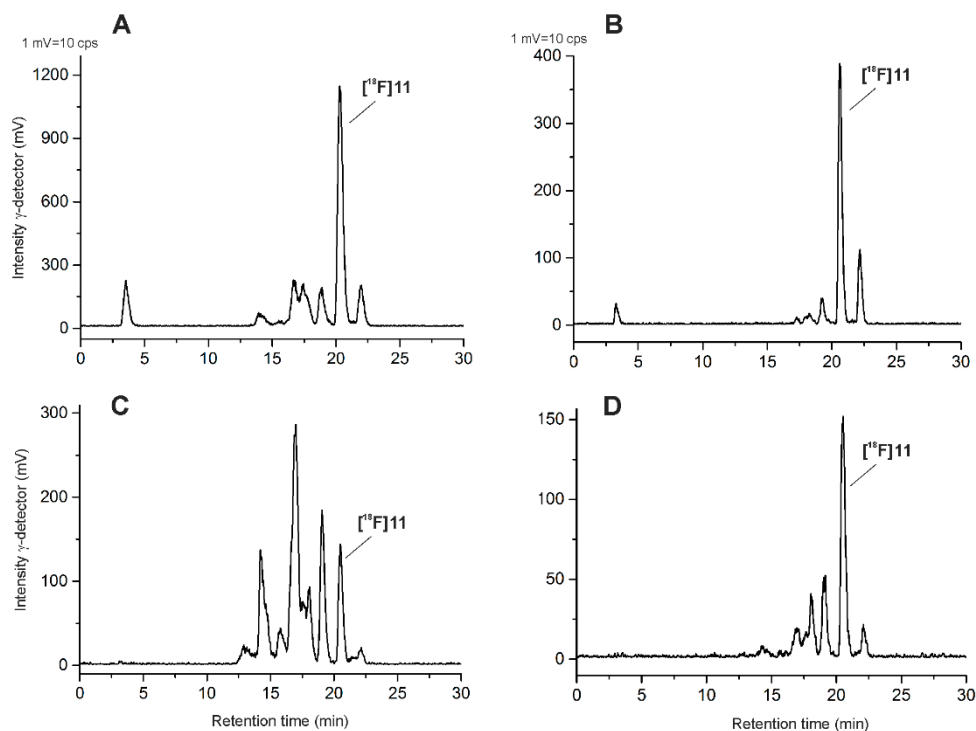 A
1 mV=10 cps
[¹⁸F]11
Intensity γ-detector (mV)
1200
900
600
300
0
0 5 10 15 20 25 30
B
1 mV=10 cps
[¹⁸F]11
400
300
200
100
0
0 5 10 15 20 25 30
C
[¹⁸F]11
Intensity γ-detector (mV)
300
200
100
0
0 5 10 15 20 25 30
Retention time (min)
D
[¹⁸F]11
150
100
50
0
0 5 10 15 20 25 30
Retention time (min)